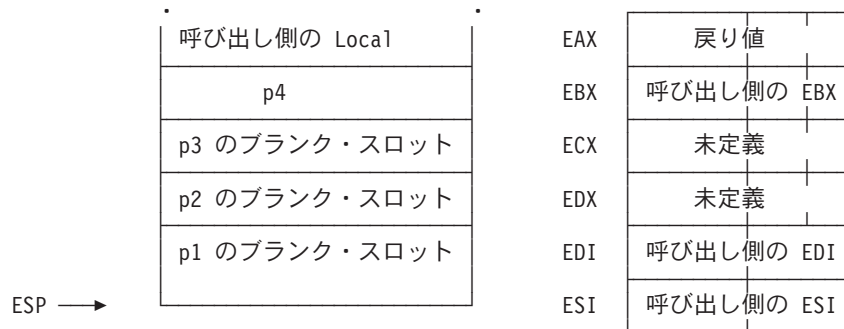 呼び出し側の Local
EAX 戻り値
p4
EBX 呼び出し側の EBX
p3 のブランク・スロット
ECX 未定義
p2 のブランク・スロット
EDX 未定義
p1 のブランク・スロット
EDI 呼び出し側の EDI
ESP
ESI 呼び出し側の ESI